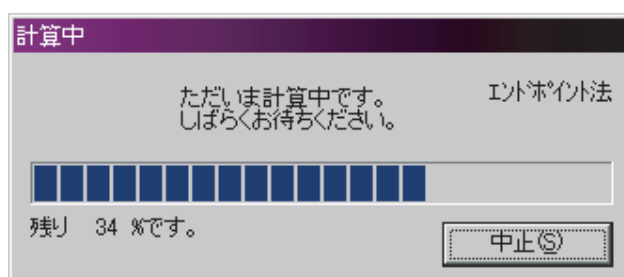 計算中
ただいま計算中です。
しばらくお待ちください。
エンドポイント法
残り 34 %です。
中止(S)